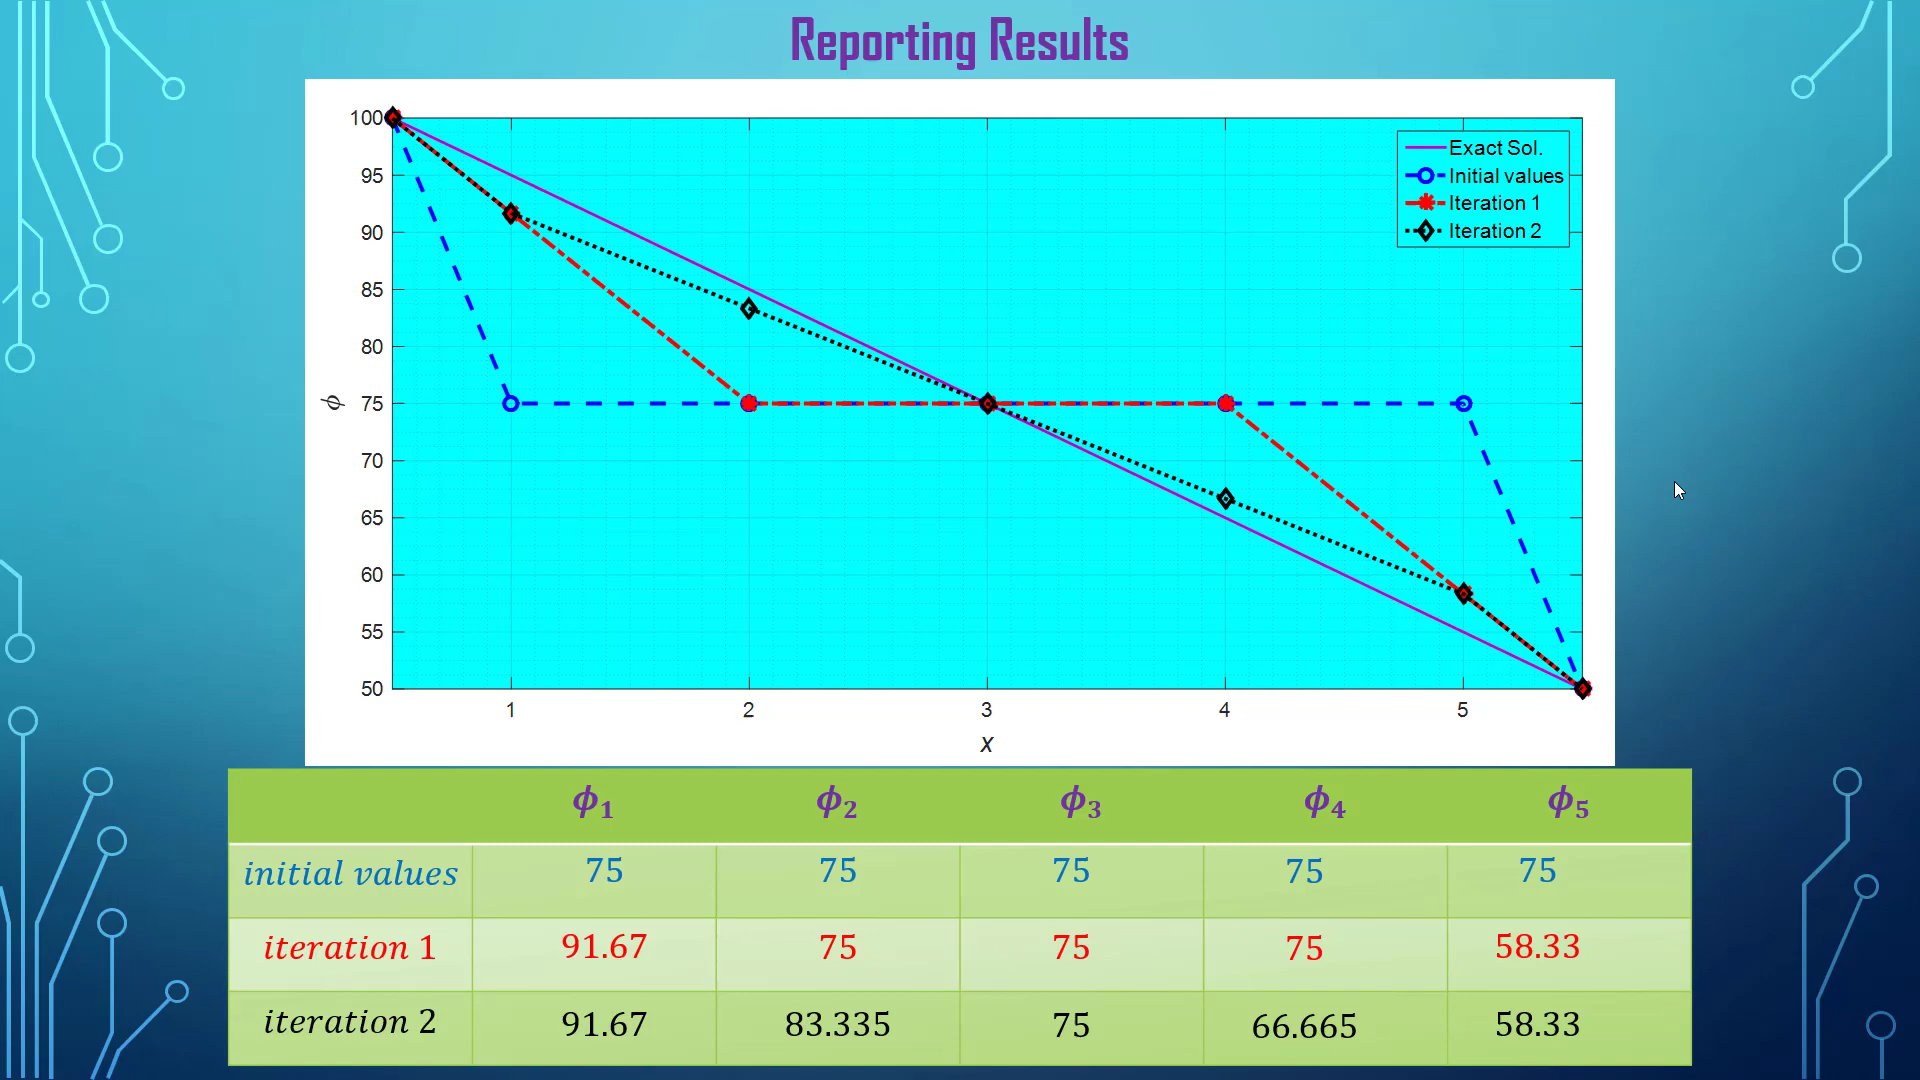 Reporting Results
100
95
90
85
80
75
70
65
60
55
50
ϕ
Exact Sol.
Initial values
Iteration 1
Iteration 2
1 2 3 4 5
x
ϕ₁ ϕ₂ ϕ₃ ϕ₄ ϕ₅
initial values 75 75 75 75 75
iteration 1 91.67 75 75 75 58.33
iteration 2 91.67 83.335 75 66.665 58.33